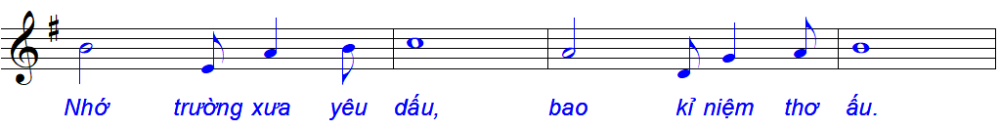 Nhớ trường xưa yêu dấu, bao kỉ niệm thơ ấu.